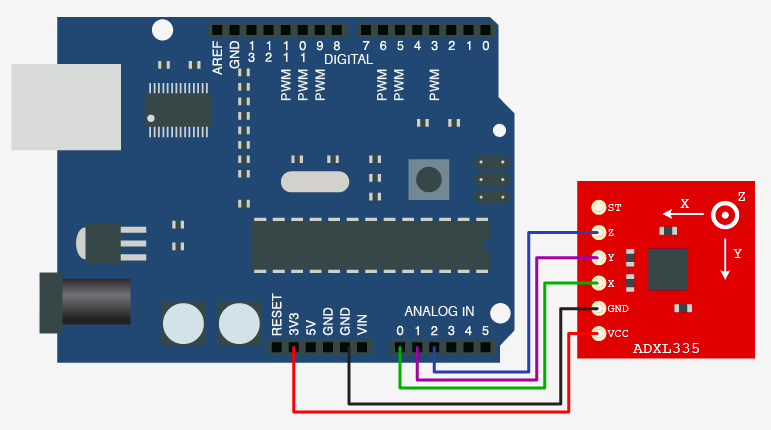 AREF
GND
13
12
11
10
9
8
7
6
5
4
3
2
1
0
DIGITAL
PWM
PWM
PWM
PWM
PWM
PWM
X
Z
Y
ST
Z
Y
X
GND
VCC
ADXL335
RESET
3V3
5V
GND
GND
VIN
ANALOG IN
0
1
2
3
4
5